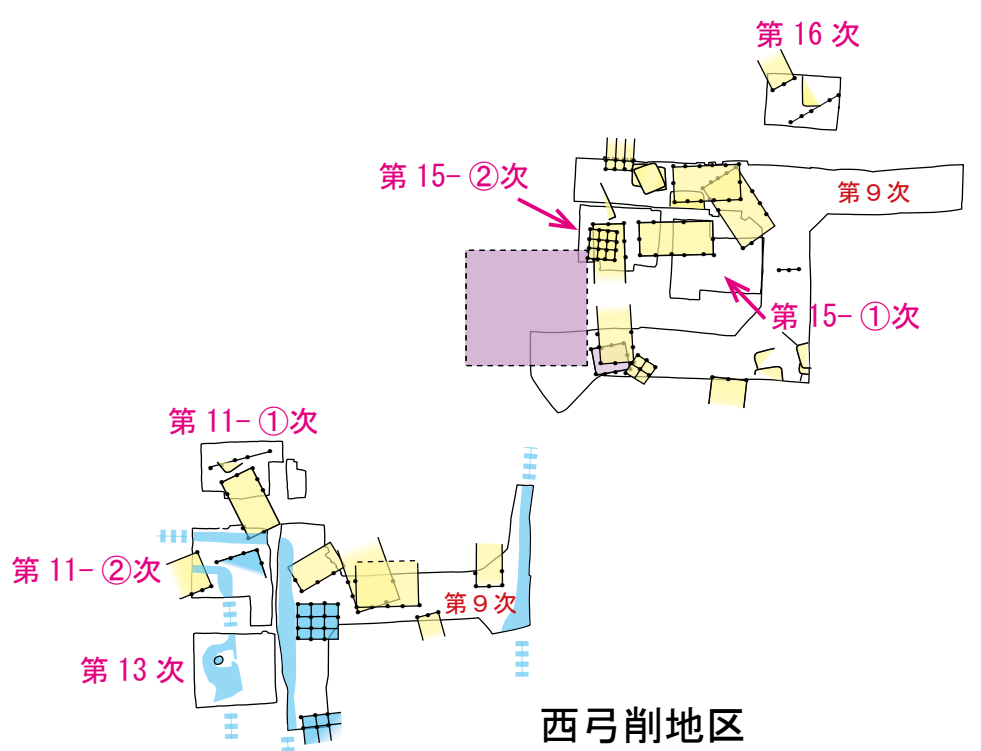 第 16 次
第 15- ②次
第９次
第 15- ①次
第 11- ①次
第 11- ②次
第９次
第 13 次
西弓削地区